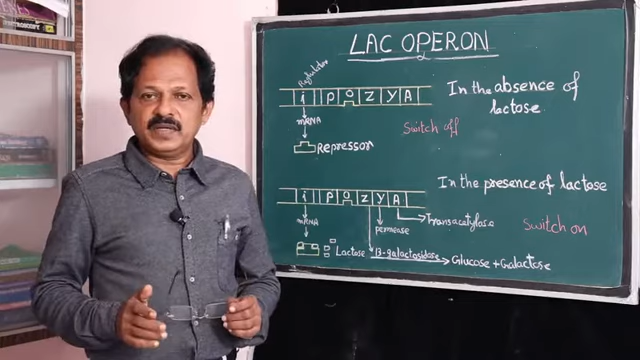 LAC OPERON
Regulator
i P O Z Y A
In the absence of
lactose
mRNA
Switch off
Repressor
In the presence of lactose
i P O Z Y A
Transacetylase
Switch on
mRNA
permease
Lactose
β-galactosidase
Glucose + Galactose